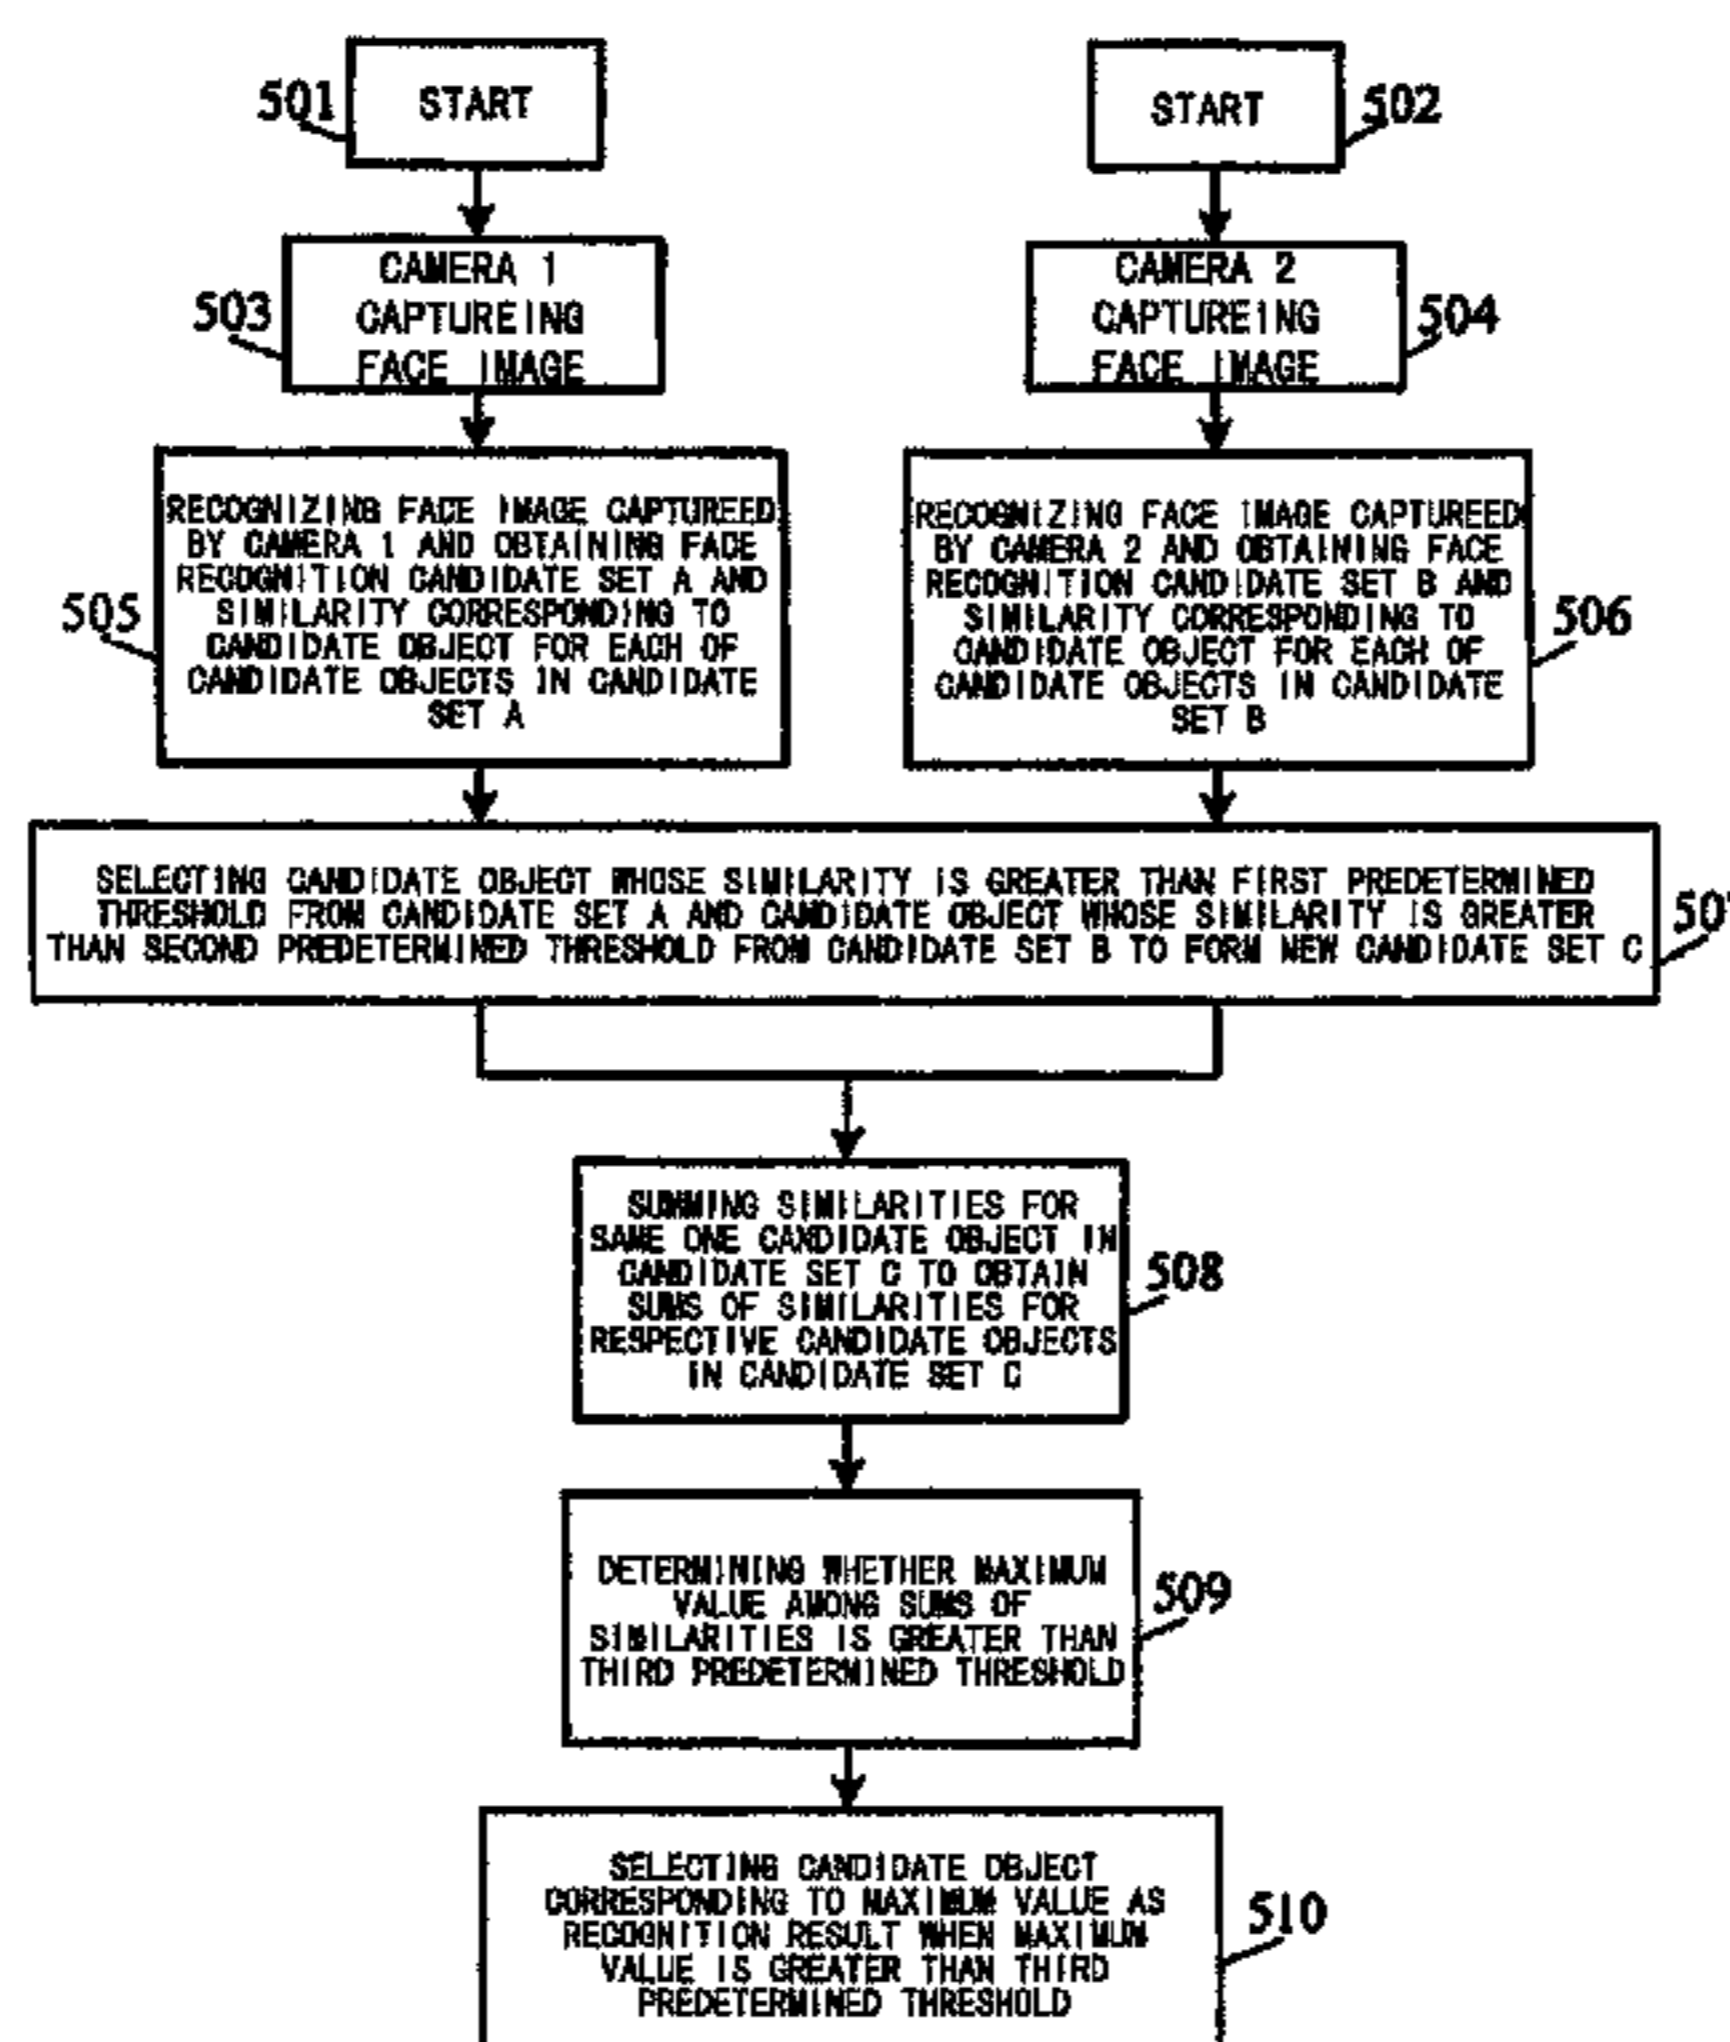 START
501
START
502
CAMERA 1
CAPTUREING
FACE IMAGE
503
CAMERA 2
CAPTUREING
FACE IMAGE
504
RECOGNIZING FACE IMAGE CAPTUREED
BY CAMERA 1 AND OBTAINING FACE
RECOGNITION CANDIDATE SET A AND
SIMILARITY CORRESPONDING TO
CANDIDATE OBJECT FOR EACH OF
CANDIDATE OBJECTS IN CANDIDATE
SET A
505
RECOGNIZING FACE IMAGE CAPTUREED
BY CAMERA 2 AND OBTAINING FACE
RECOGNITION CANDIDATE SET B AND
SIMILARITY CORRESPONDING TO
CANDIDATE OBJECT FOR EACH OF
CANDIDATE OBJECTS IN CANDIDATE
SET B
506
SELECTING CANDIDATE OBJECT WHOSE SIMILARITY IS GREATER THAN FIRST PREDETERMINED
THRESHOLD FROM CANDIDATE SET A AND CANDIDATE OBJECT WHOSE SIMILARITY IS GREATER
THAN SECOND PREDETERMINED THRESHOLD FROM CANDIDATE SET B TO FORM NEW CANDIDATE SET C
SUMMING SIMILARITIES FOR
SAME ONE CANDIDATE OBJECT IN
CANDIDATE SET C TO OBTAIN
SUMS OF SIMILARITIES FOR
RESPECTIVE CANDIDATE OBJECTS
IN CANDIDATE SET C
508
DETERMINING WHETHER MAXIMUM
VALUE AMONG SUMS OF
SIMILARITIES IS GREATER THAN
THIRD PREDETERMINED THRESHOLD
509
SELECTING CANDIDATE OBJECT
CORRESPONDING TO MAXIMUM VALUE AS
RECOGNITION RESULT WHEN MAXIMUM
VALUE IS GREATER THAN THIRD
PREDETERMINED THRESHOLD
510